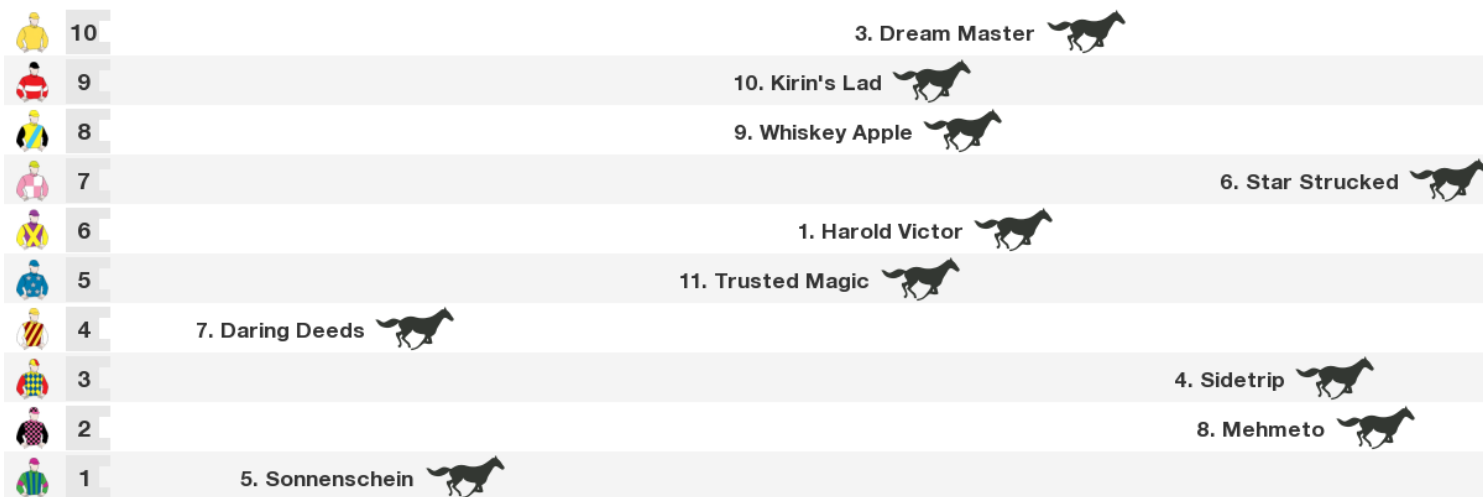 10 3. Dream Master
9 10. Kirin's Lad
8 9. Whiskey Apple
7 6. Star Strucked
6 1. Harold Victor
5 11. Trusted Magic
4 7. Daring Deeds
3 4. Sidetrip
2 8. Mehmeto
1 5. Sonnenschein